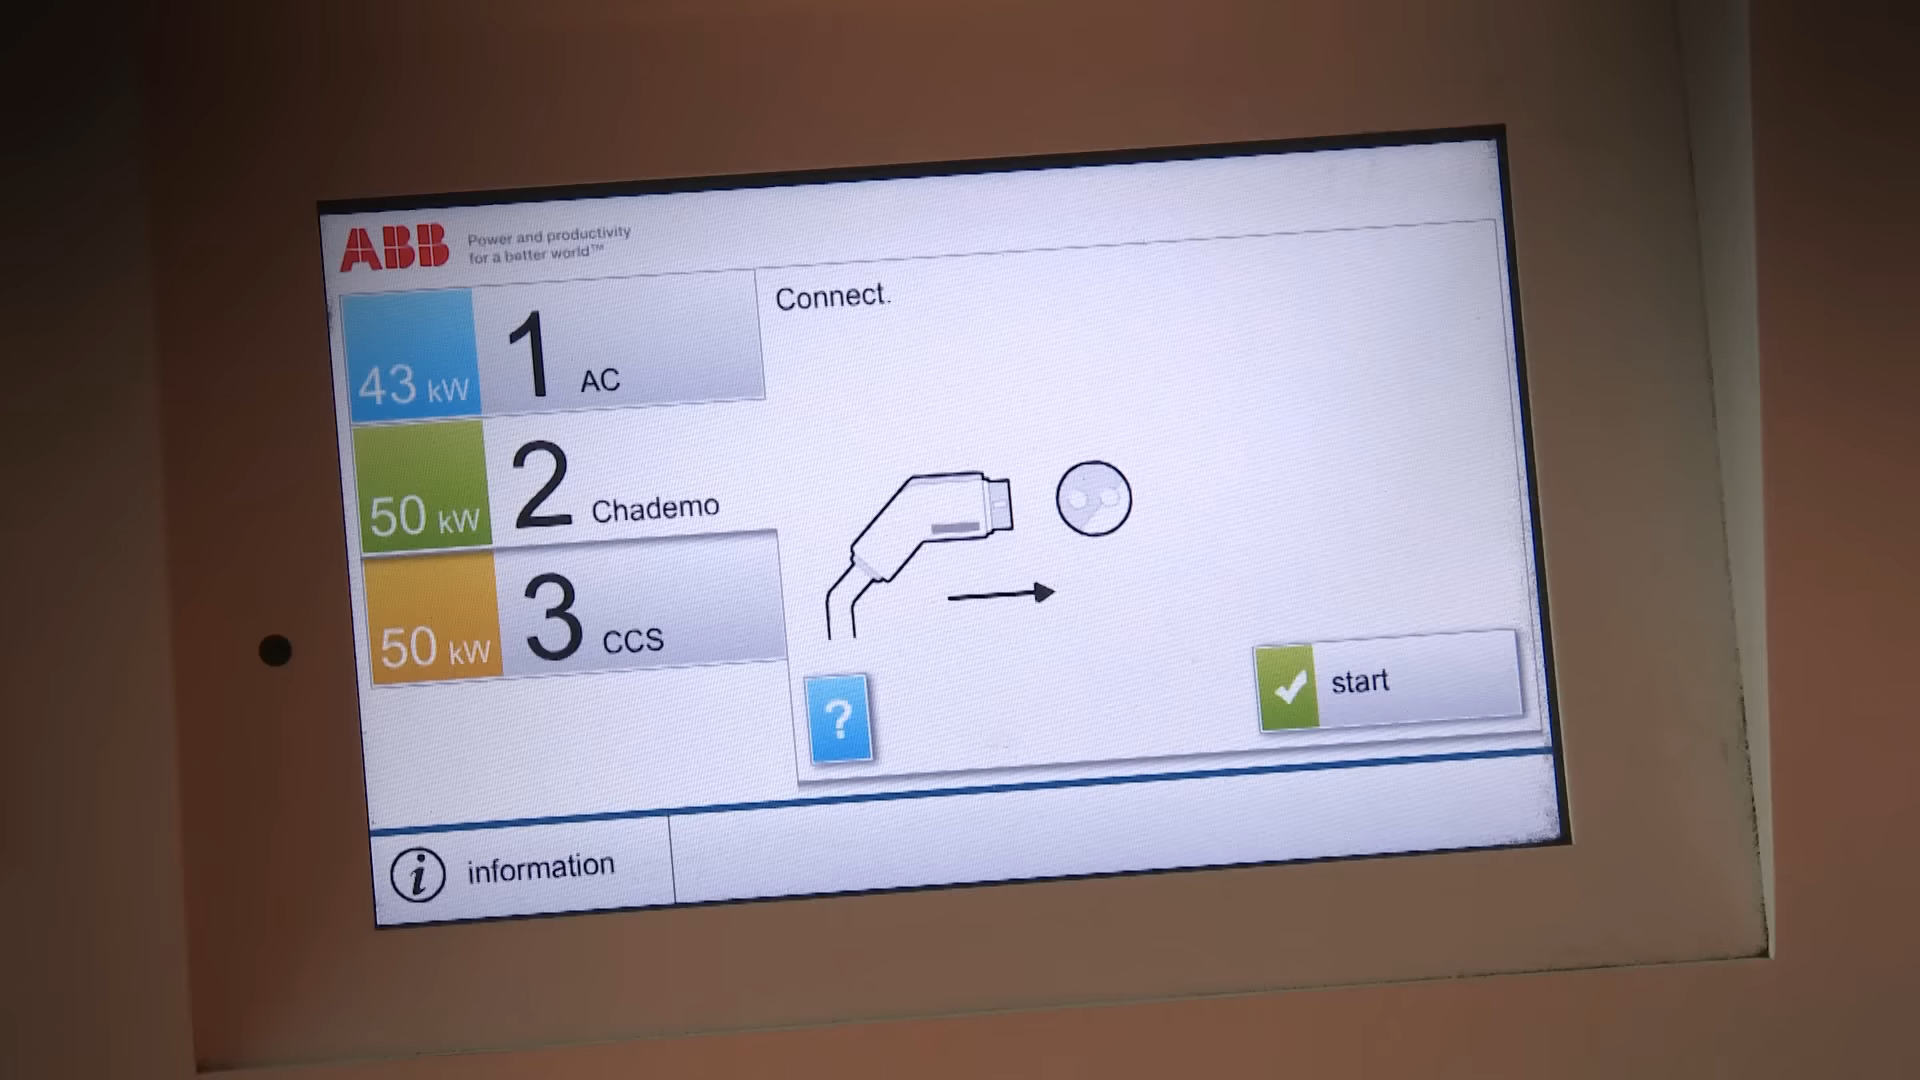 ABB
Power and productivity
for a better world™
43 kW 1 AC
50 kW 2 Chademo
50 kW 3 CCS
Connect.
?
start
i information